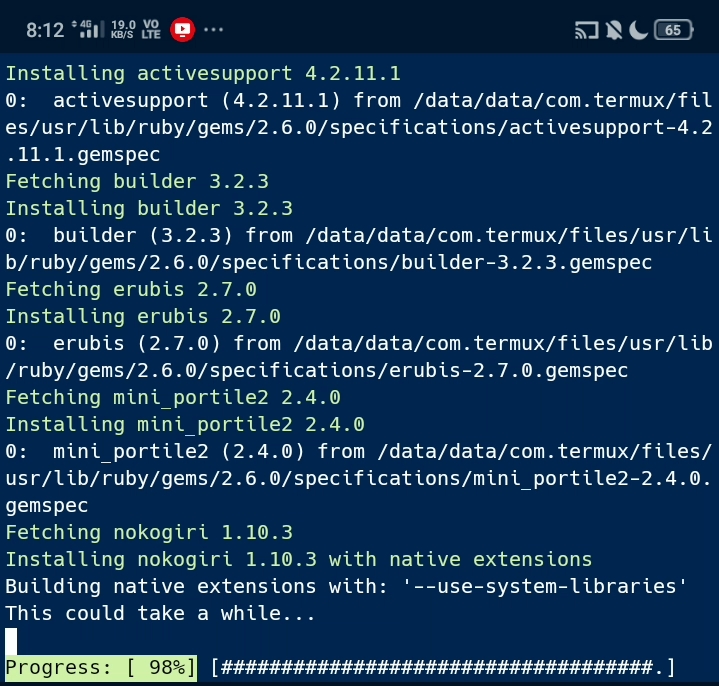 8:12 4G 19.0 KB/S VO LTE ... 65
Installing activesupport 4.2.11.1
0:  activesupport (4.2.11.1) from /data/data/com.termux/fil
es/usr/lib/ruby/gems/2.6.0/specifications/activesupport-4.2
.11.1.gemspec
Fetching builder 3.2.3
Installing builder 3.2.3
0:  builder (3.2.3) from /data/data/com.termux/files/usr/li
b/ruby/gems/2.6.0/specifications/builder-3.2.3.gemspec
Fetching erubis 2.7.0
Installing erubis 2.7.0
0:  erubis (2.7.0) from /data/data/com.termux/files/usr/lib
/ruby/gems/2.6.0/specifications/erubis-2.7.0.gemspec
Fetching mini_portile2 2.4.0
Installing mini_portile2 2.4.0
0:  mini_portile2 (2.4.0) from /data/data/com.termux/files/
usr/lib/ruby/gems/2.6.0/specifications/mini_portile2-2.4.0.
gemspec
Fetching nokogiri 1.10.3
Installing nokogiri 1.10.3 with native extensions
Building native extensions with: '--use-system-libraries'
This could take a while...
Progress: [ 98%] [####################################.]